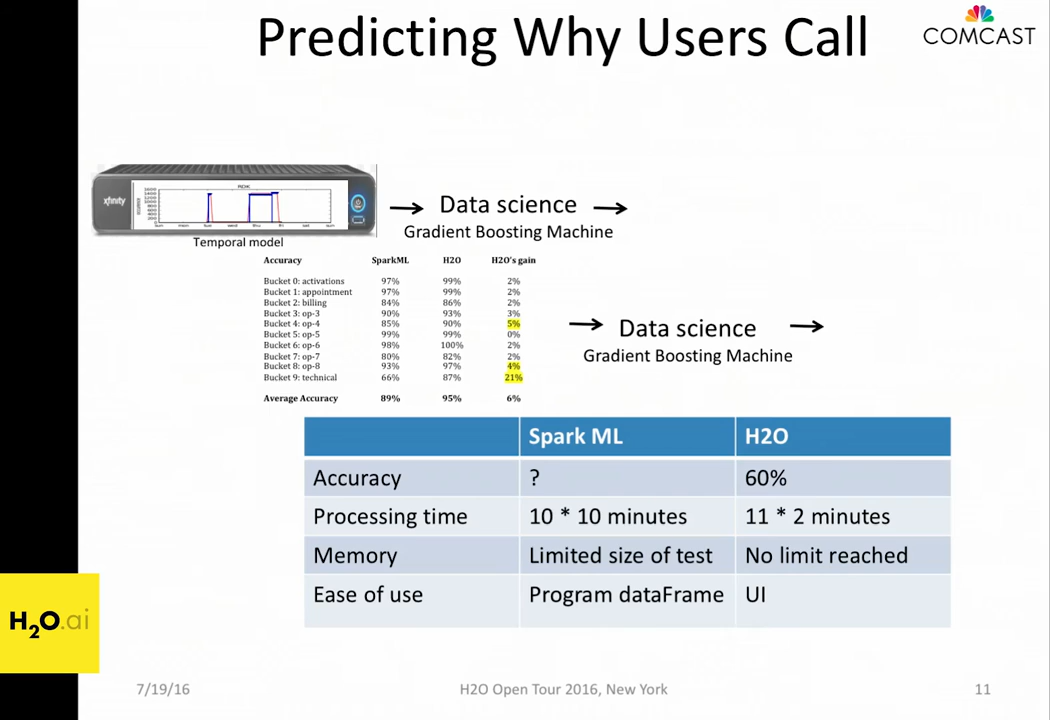 Predicting Why Users Call
COMCAST
xfinity
RDK
Temporal model
Data science
Gradient Boosting Machine
Accuracy SparkML H2O H2O's gain
Bucket 0: activations 97% 99% 2%
Bucket 1: appointment 97% 99% 2%
Bucket 2: billing 84% 86% 2%
Bucket 3: op-3 90% 93% 3%
Bucket 4: op-4 85% 90% 5%
Bucket 5: op-5 99% 99% 0%
Bucket 6: op-6 98% 100% 2%
Bucket 7: op-7 80% 82% 2%
Bucket 8: op-8 93% 97% 4%
Bucket 9: technical 66% 87% 21%
Average Accuracy 89% 95% 6%
Data science
Gradient Boosting Machine
Spark ML H2O
Accuracy ? 60%
Processing time 10 * 10 minutes 11 * 2 minutes
Memory Limited size of test No limit reached
Ease of use Program dataFrame UI
H2O.ai
7/19/16 H2O Open Tour 2016, New York 11